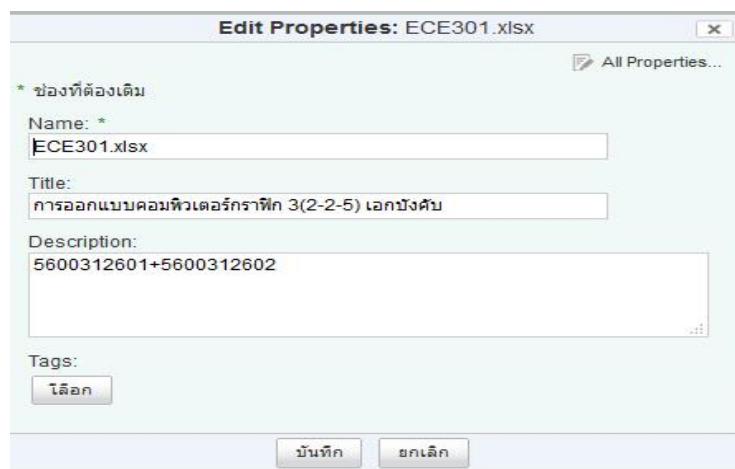 Edit Properties: ECE301.xlsx
All Properties...
* ช่องที่ต้องเติม
Name: *
ECE301.xlsx
Title:
การออกแบบคอมพิวเตอร์กราฟิก 3(2-2-5) เอกบังคับ
Description:
5600312601+5600312602
Tags:
เลือก
บันทึก
ยกเลิก